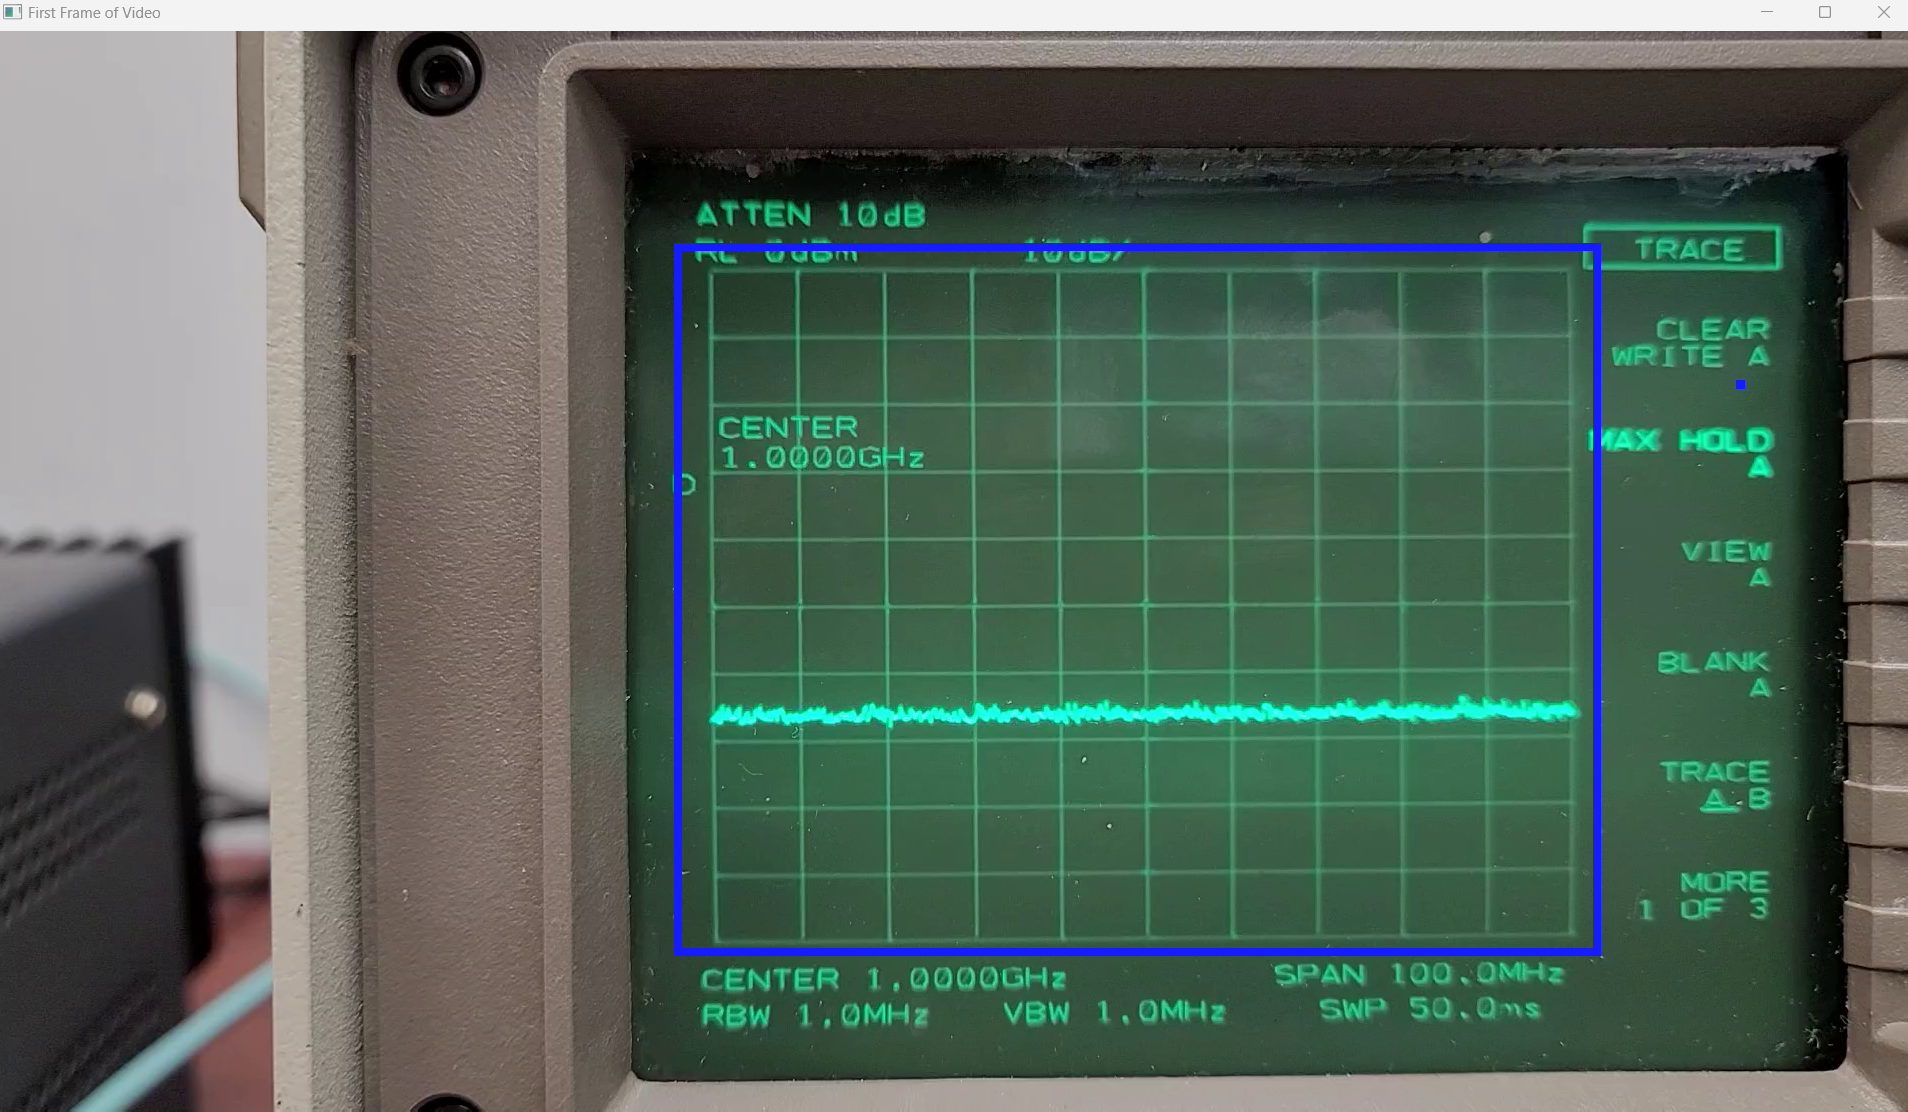 First Frame of Video
ATTEN 10dB
RL 0dBm 10dB/
TRACE
CLEAR
WRITE A
CENTER
1.0000GHz
MAX HOLD
A
VIEW
A
BLANK
A
TRACE
A B
MORE
1 OF 3
CENTER 1.0000GHz SPAN 100.0MHz
RBW 1.0MHz VBW 1.0MHz SWP 50.0ms